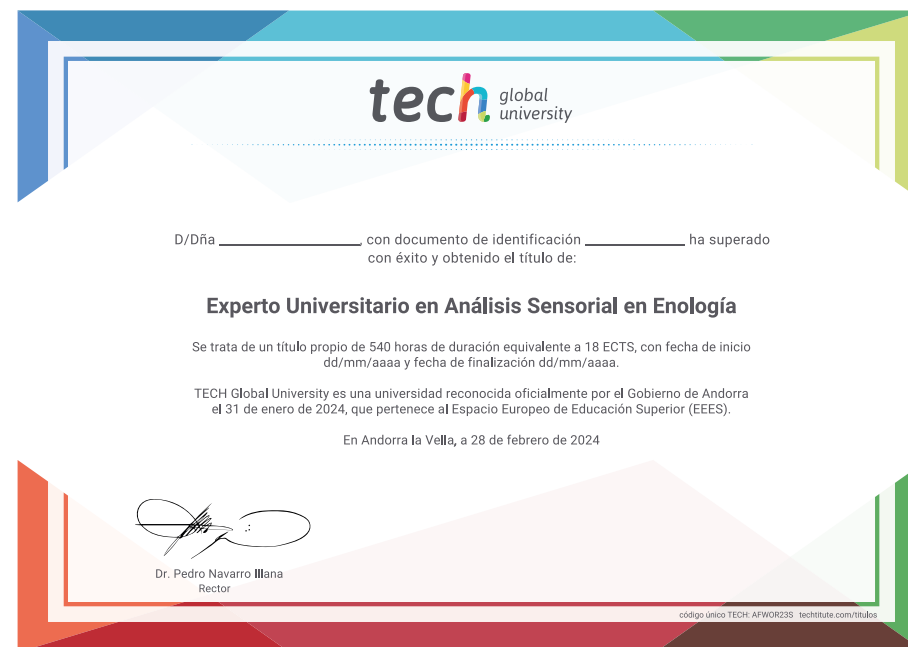 tech global university
D/Dña ______________, con documento de identificación __________ ha superado
con éxito y obtenido el título de:
Experto Universitario en Análisis Sensorial en Enología
Se trata de un título propio de 540 horas de duración equivalente a 18 ECTS, con fecha de inicio
dd/mm/aaaa y fecha de finalización dd/mm/aaaa.
TECH Global University es una universidad reconocida oficialmente por el Gobierno de Andorra
el 31 de enero de 2024, que pertenece al Espacio Europeo de Educación Superior (EEES).
En Andorra la Vella, a 28 de febrero de 2024
Dr. Pedro Navarro Illana
Rector
código único TECH: AFWOR23S techtitute.com/titulos